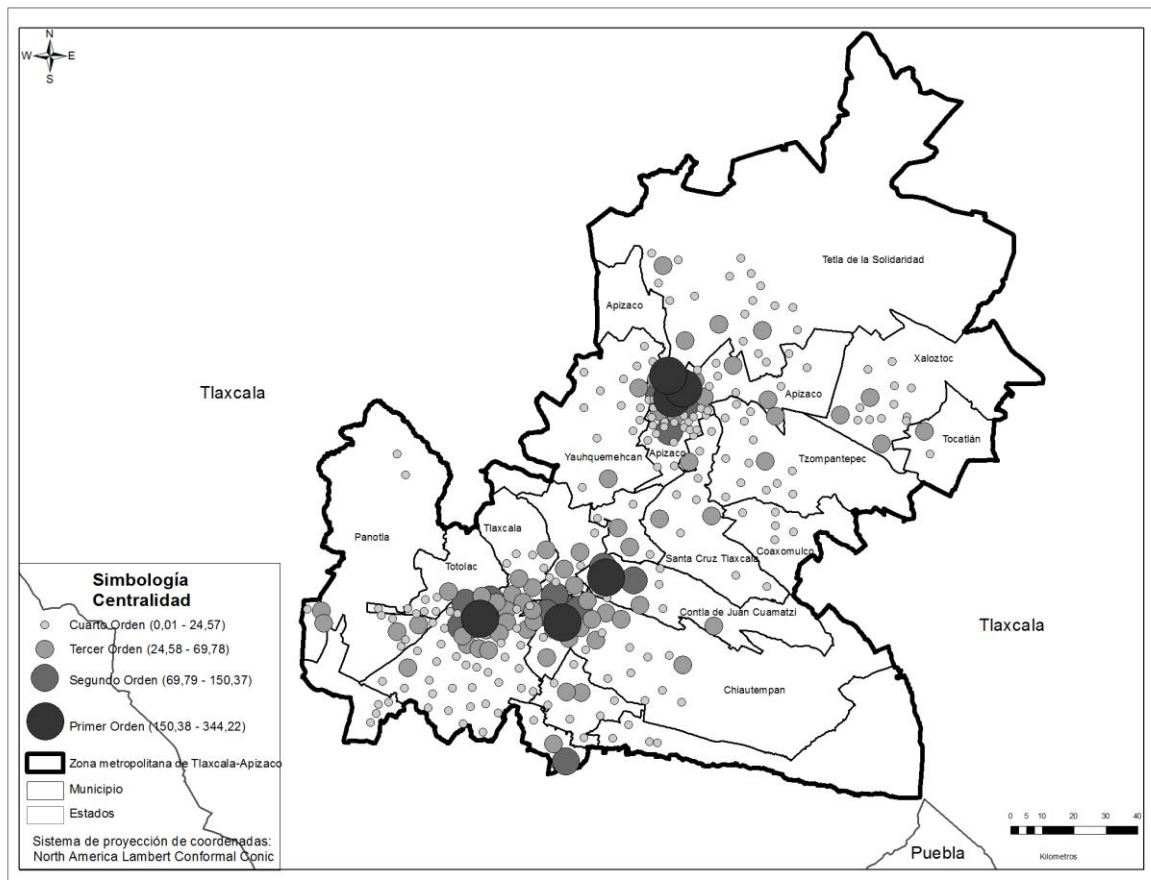 N
W E
S
Tetla de la Solidaridad
Apizaco
Xaloztoc
Tlaxcala
Apizaco
Tocatlán
Yauhquemehcan
Apizaco
Tzompantepec
Tlaxcala
Panotla
Coaxomulco
Totolac
Santa Cruz Tlaxcala
Contla de Juan Cuamatzi
Tlaxcala
Chiautempan
Simbología
Centralidad
Cuarto Orden (0,01 - 24,57)
Tercer Orden (24,58 - 69,78)
Segundo Orden (69,79 - 150,37)
Primer Orden (150,38 - 344,22)
Zona metropolitana de Tlaxcala-Apizaco
Municipio
Estados
Sistema de proyección de coordenadas:
North America Lambert Conformal Conic
0 5 10 20 30 40
Kilometros
Puebla